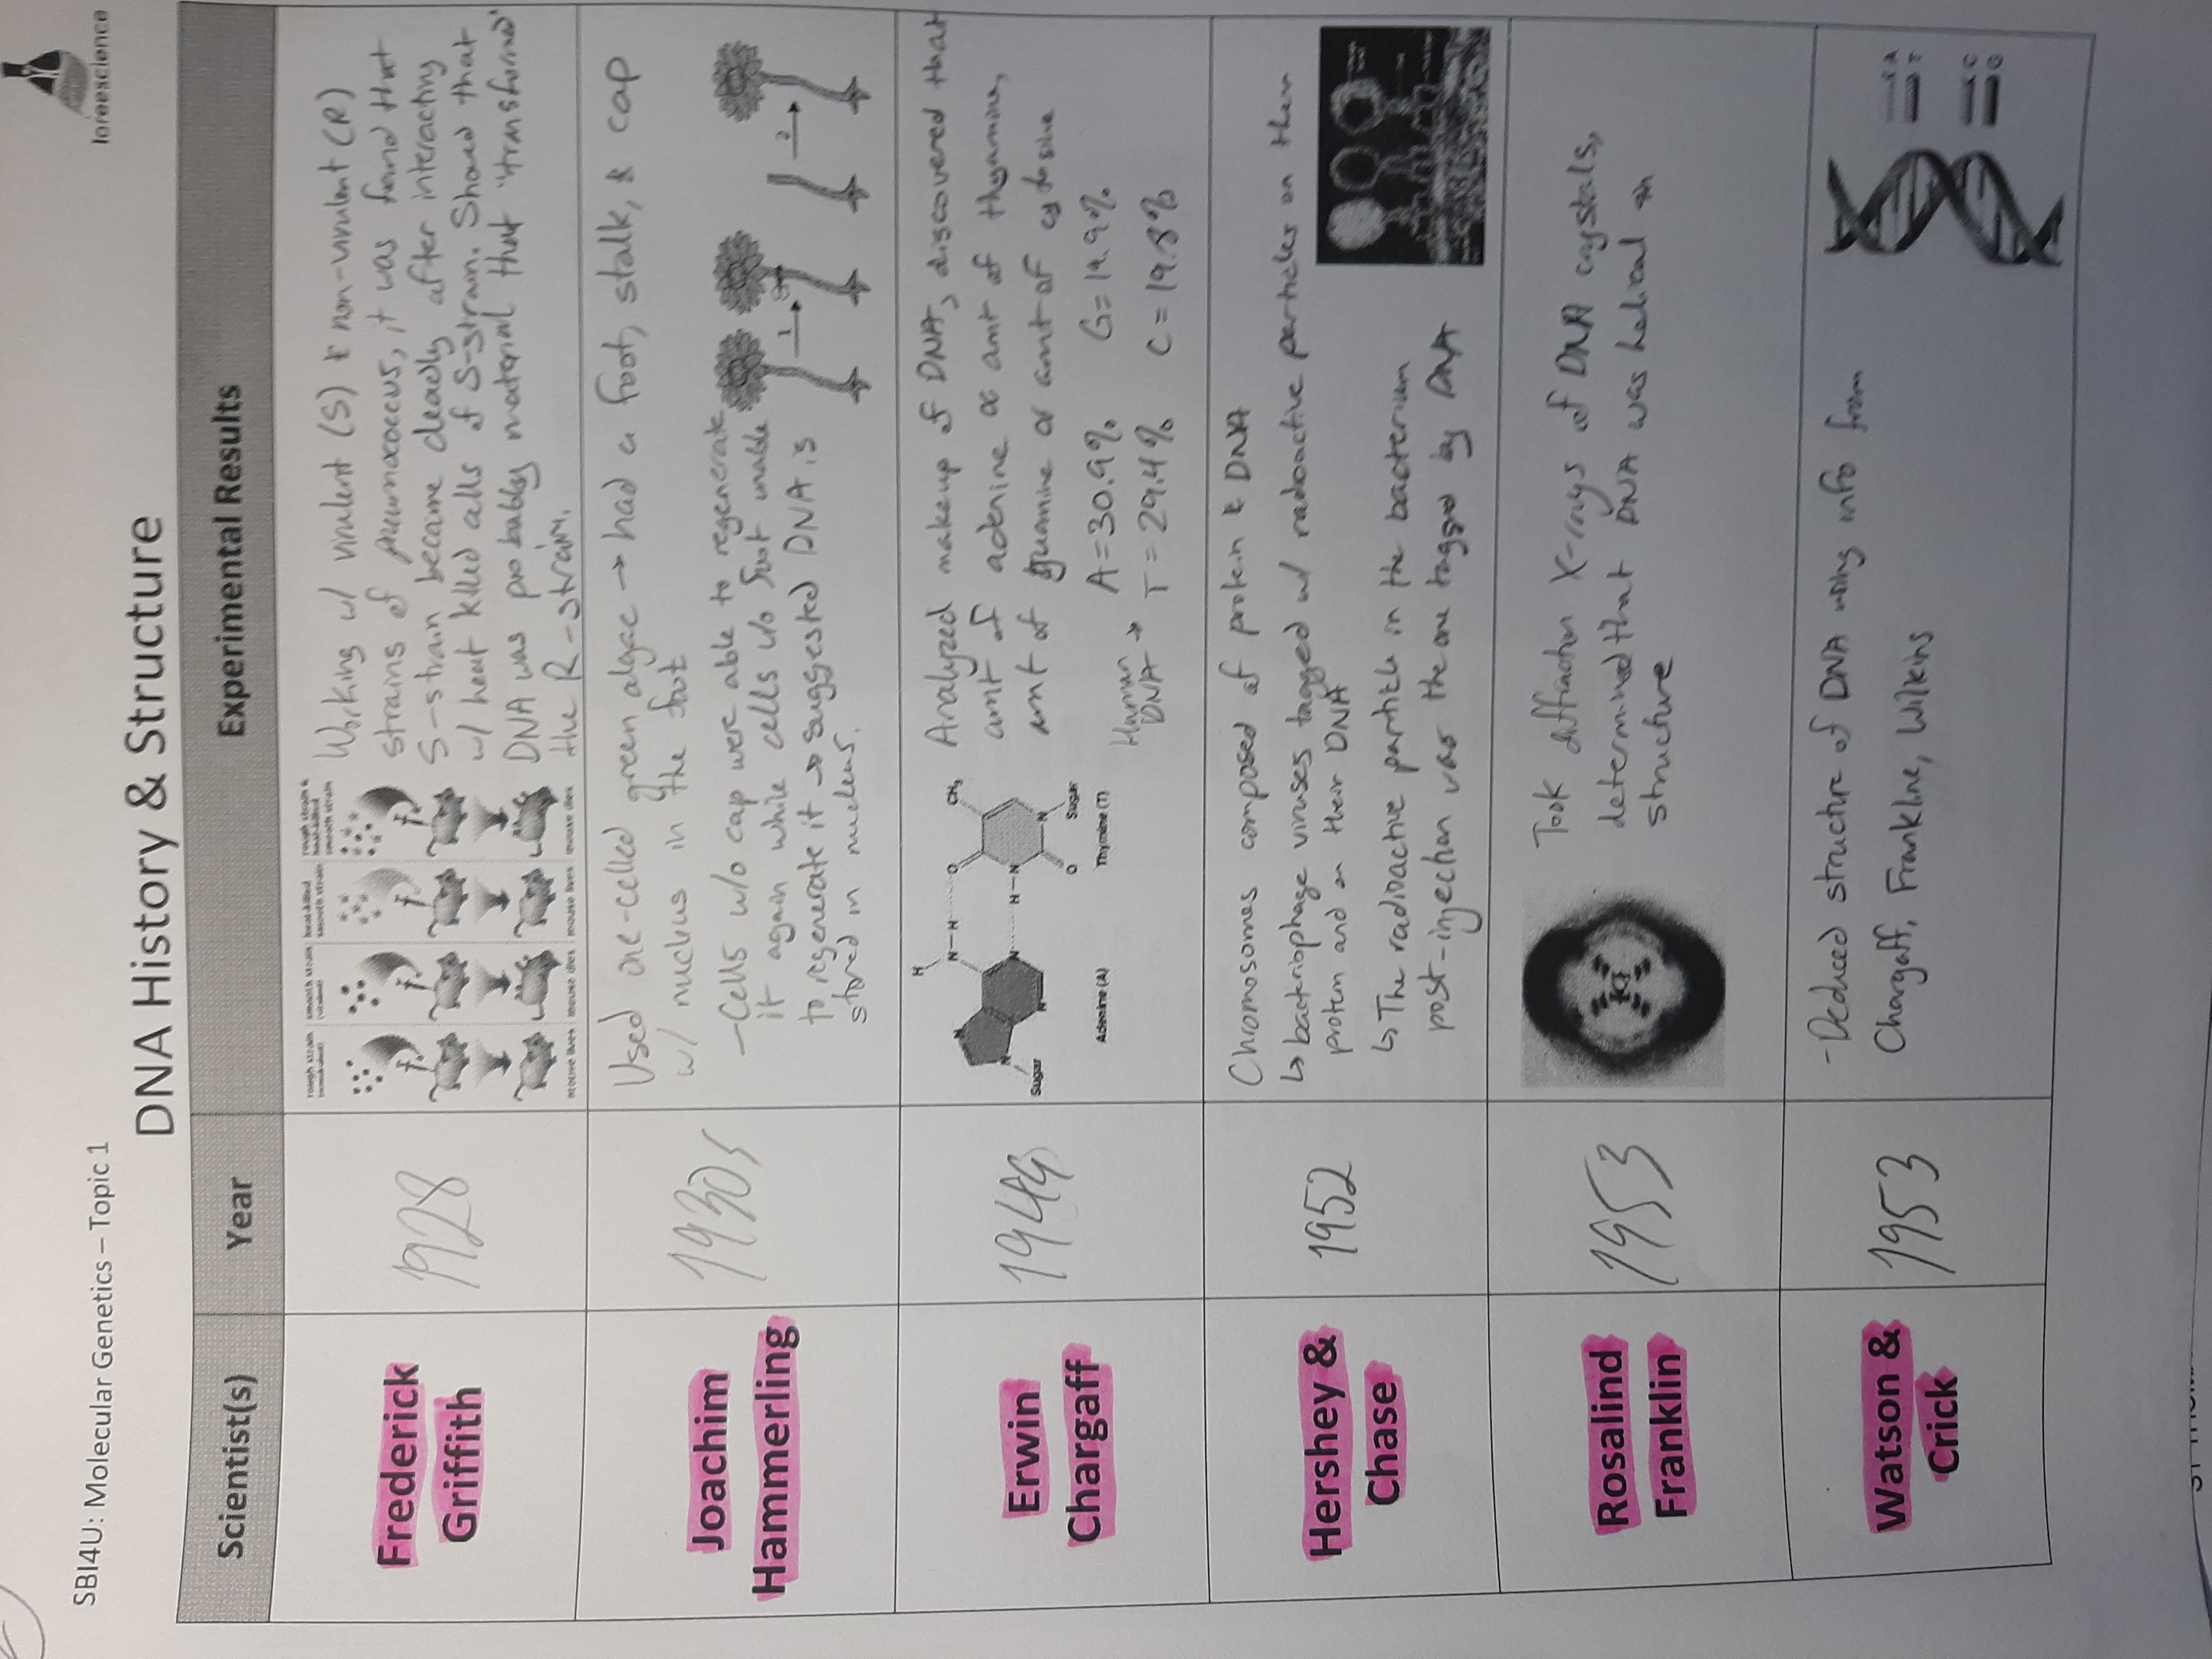 SBI4U: Molecular Genetics – Topic 1
loreescience
DNA History & Structure
Scientist(s)
Year
Experimental Results
Frederick
Griffith
1928
rough strain
(nonvirulent)
smooth strain
(virulent)
heat-killed
smooth strain
rough strain &
heat-killed
smooth strain
mouse lives
mouse dies
mouse lives
mouse dies
Working w/ virulent (S) & non-virulent (R)
strains of pneumococcus, it was found that
S-strain became deadly after interacting
w/ heat killed cells of S-strain. Showed that
DNA was probably material that "transformed"
the R-strain.
Joachim
Hammerling
1930s
Used one-celled green algae → had a foot, stalk, & cap
w/ nucleus in the foot
- Cells w/o cap were able to regenerate
it again while cells w/o foot unable
to regenerate it → suggested DNA is
stored in nucleus.
1
2
Erwin
Chargaff
1949
H
N
N–H
O
CH3
N
N
H–N
Sugar
N
N
O
Sugar
Adenine (A)
Thymine (T)
Analyzed makeup of DNA, discovered that
amt of adenine ∝ amt of thyamine,
amt of guanine ∝ amt of cytosine
Human
DNA →
A = 30.9% G = 19.9%
T = 29.4% C = 19.8%
Hershey &
Chase
1952
Chromosomes composed of protein & DNA
↳ bacteriophage viruses tagged w/ radioactive particles on their
protein and on their DNA
↳ The radioactive particle in the bacterium
post-injection was the one tagged by DNA
Rosalind
Franklin
1953
Took diffraction X-rays of DNA crystals,
determined that DNA was helical in
structure
Watson &
Crick
1953
- Deduced structure of DNA using info from
Chargaff, Frankline, Wilkins
A
T
C
G